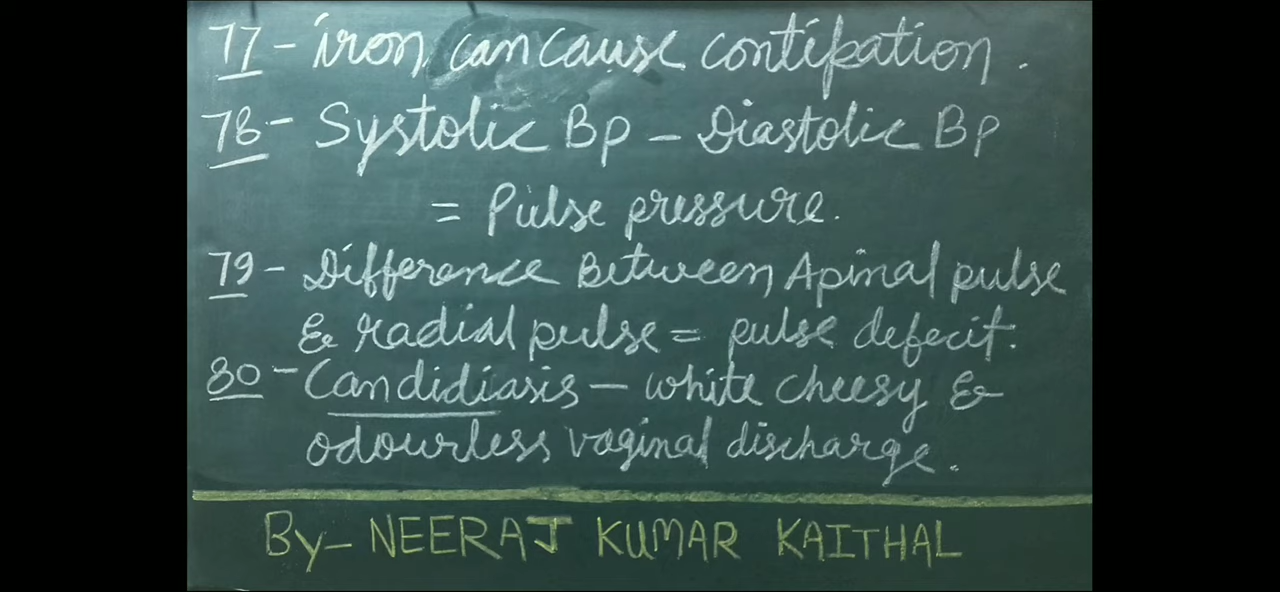 77- iron can cause contipation.
78- Systolic Bp - Diastolic Bp
= Pulse pressure.
79- Difference Between Apinal pulse
& radial pulse = pulse defecit.
80- Candidiasis - white cheesy &
odourless vaginal discharge.
By- NEERAJ KUMAR KAITHAL